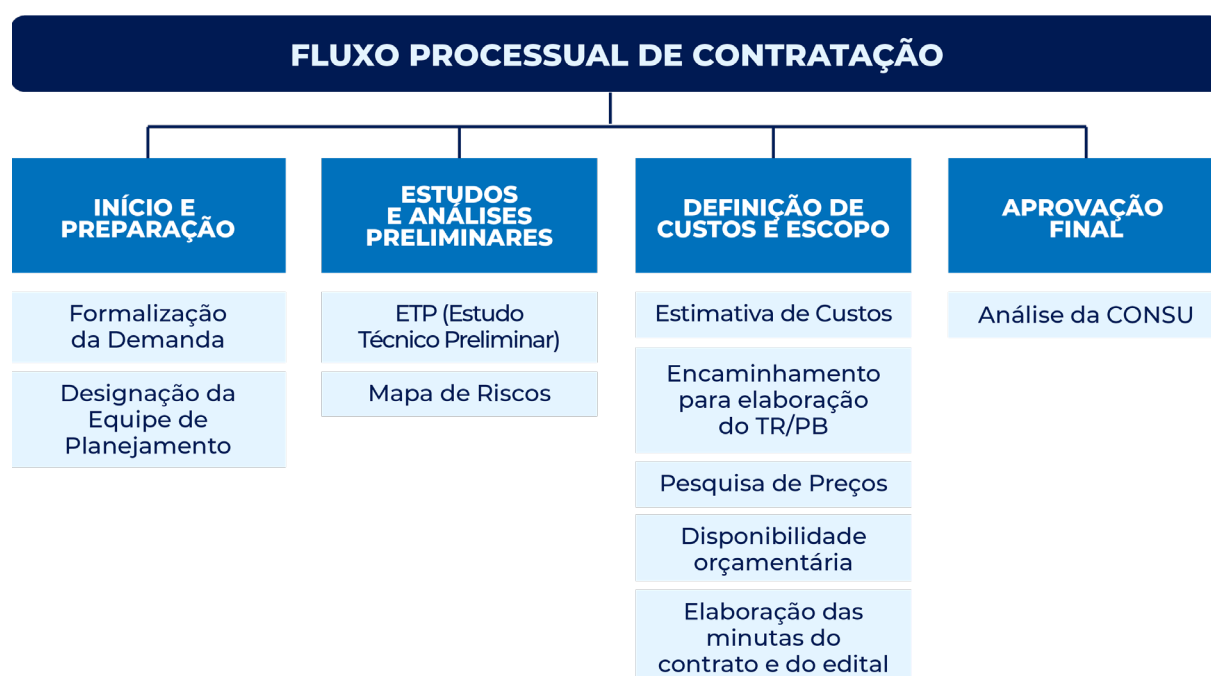 FLUXO PROCESSUAL DE CONTRATAÇÃO
INÍCIO E
PREPARAÇÃO
Formalização
da Demanda
Designação da
Equipe de
Planejamento
ESTUDOS
E ANÁLISES
PRELIMINARES
ETP (Estudo
Técnico Preliminar)
Mapa de Riscos
DEFINIÇÃO DE
CUSTOS E ESCOPO
Estimativa de Custos
Encaminhamento
para elaboração
do TR/PB
Pesquisa de Preços
Disponibilidade
orçamentária
Elaboração das
minutas do
contrato e do edital
APROVAÇÃO
FINAL
Análise da CONSU